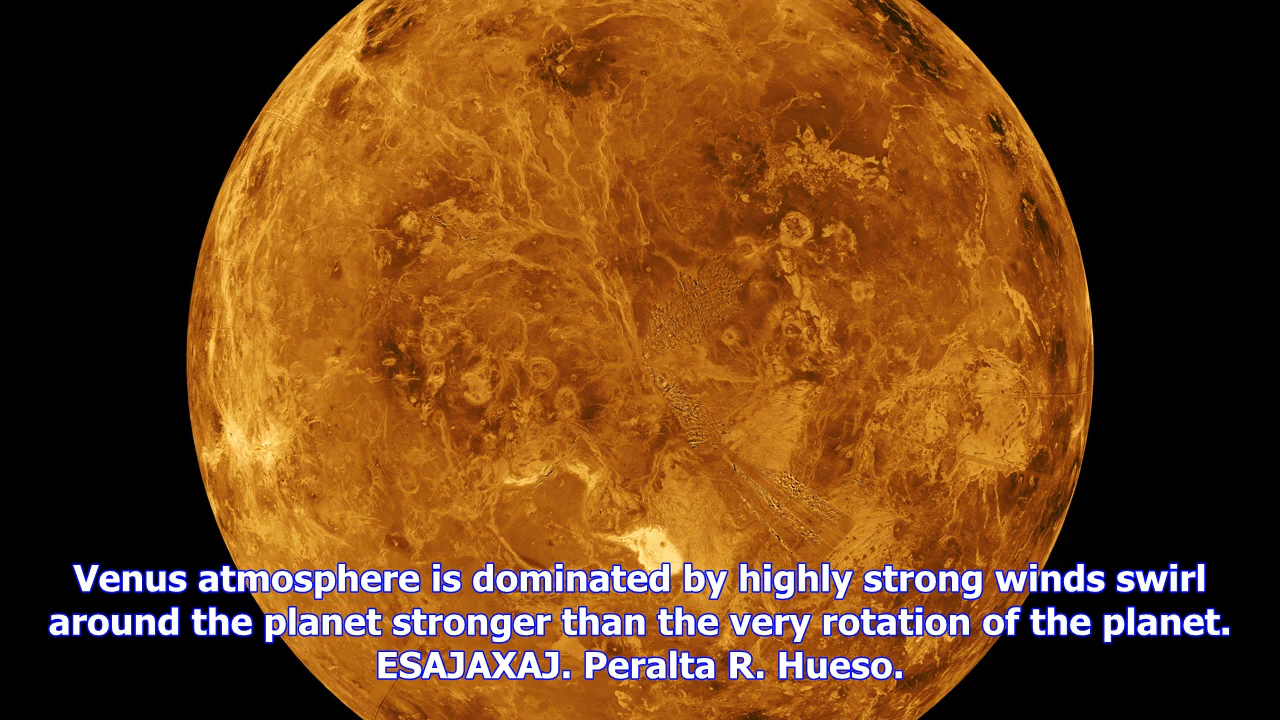 Venus atmosphere is dominated by highly strong winds swirl
around the planet stronger than the very rotation of the planet.
ESAJAXAJ. Peralta R. Hueso.